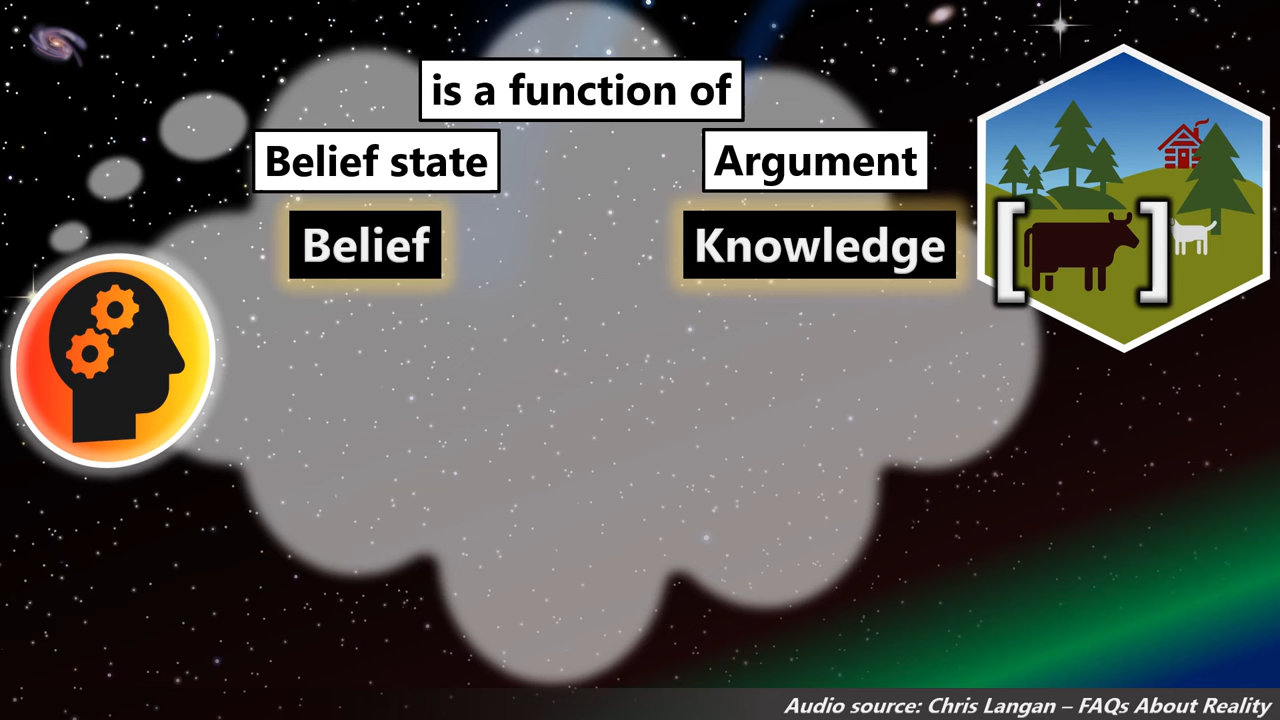 is a function of
Belief state
Argument
Belief
Knowledge
[ ]
Audio source: Chris Langan – FAQs About Reality